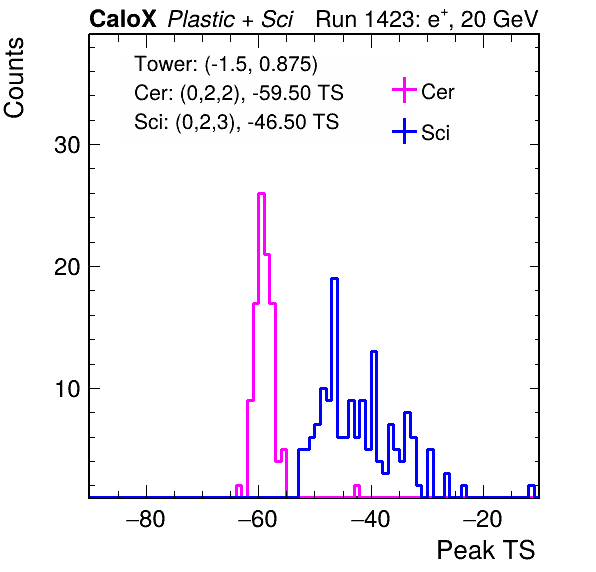 CaloX Plastic + Sci Run 1423: e⁺, 20 GeV
Counts
Tower: (-1.5, 0.875)
Cer: (0,2,2), -59.50 TS
Sci: (0,2,3), -46.50 TS
Cer
Sci
30
20
10
−80 −60 −40 −20
Peak TS